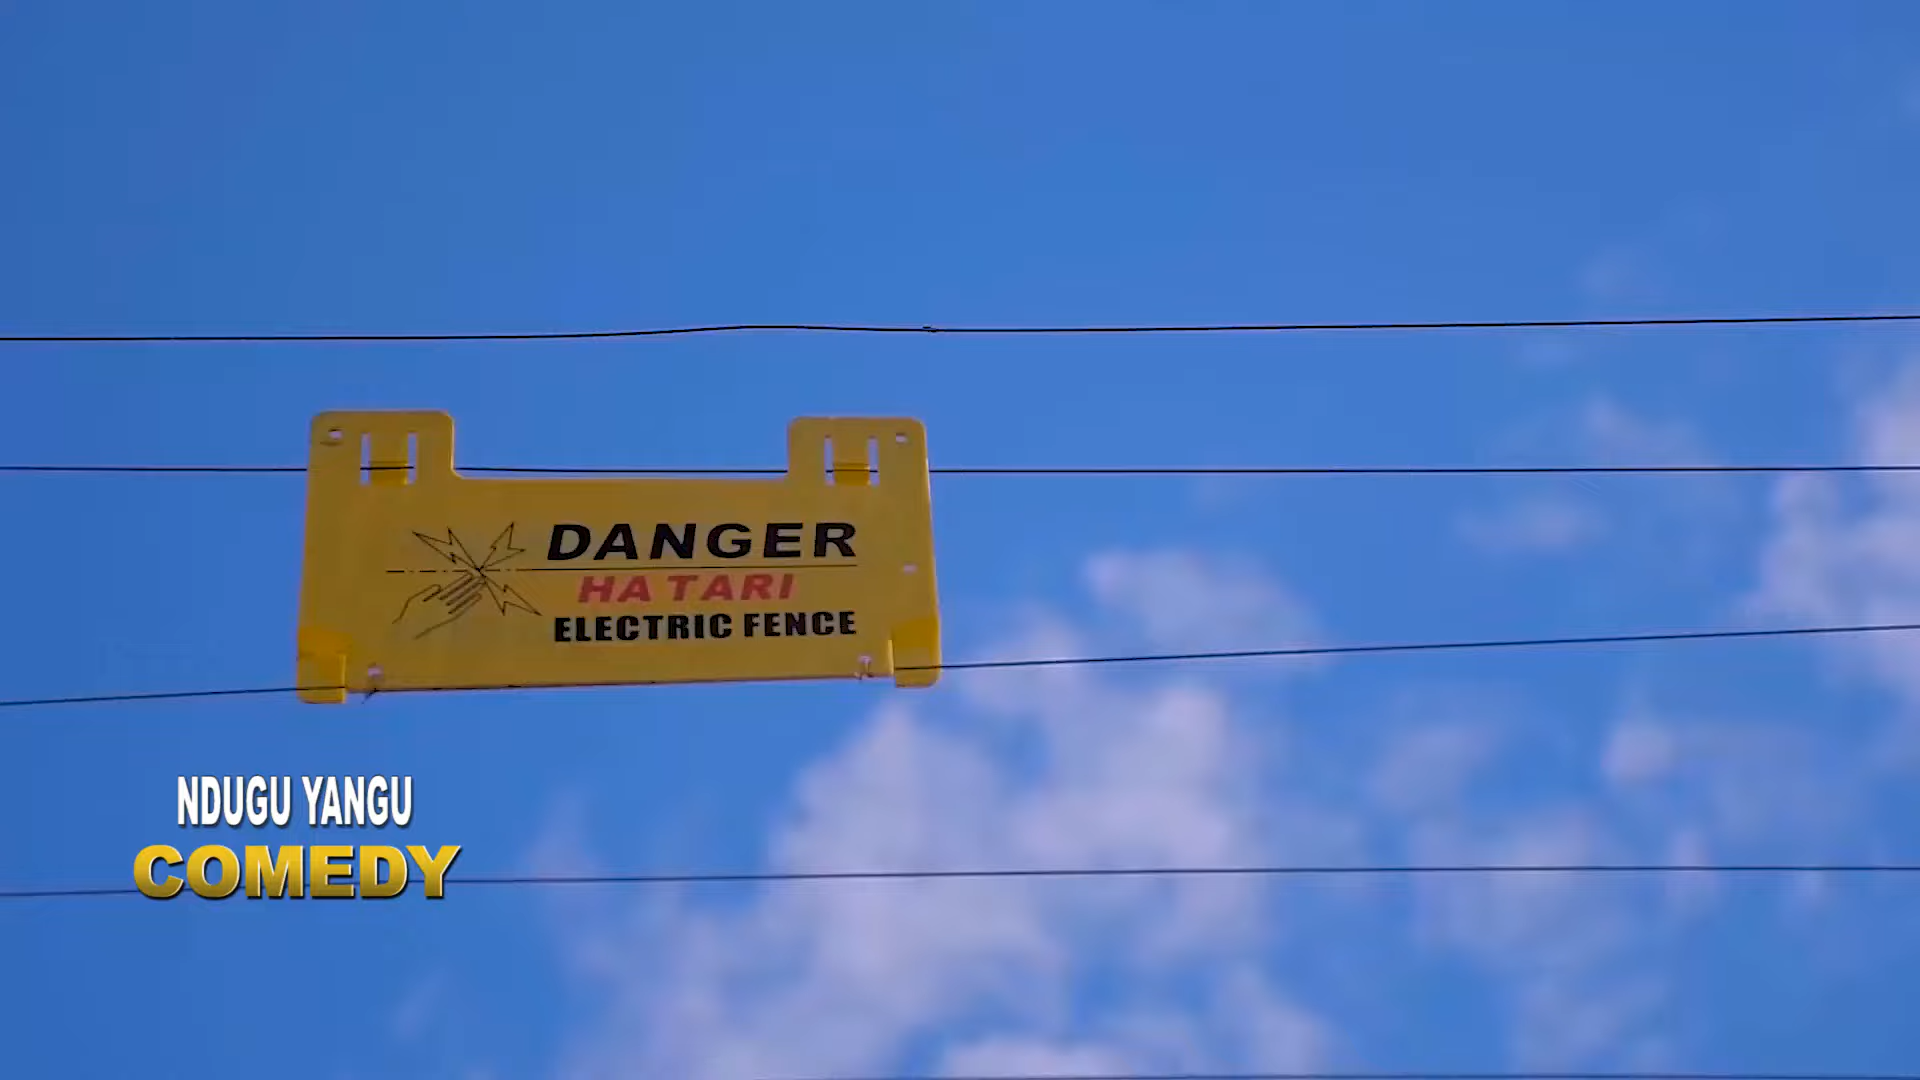 DANGER
HATARI
ELECTRIC FENCE
NDUGU YANGU
COMEDY